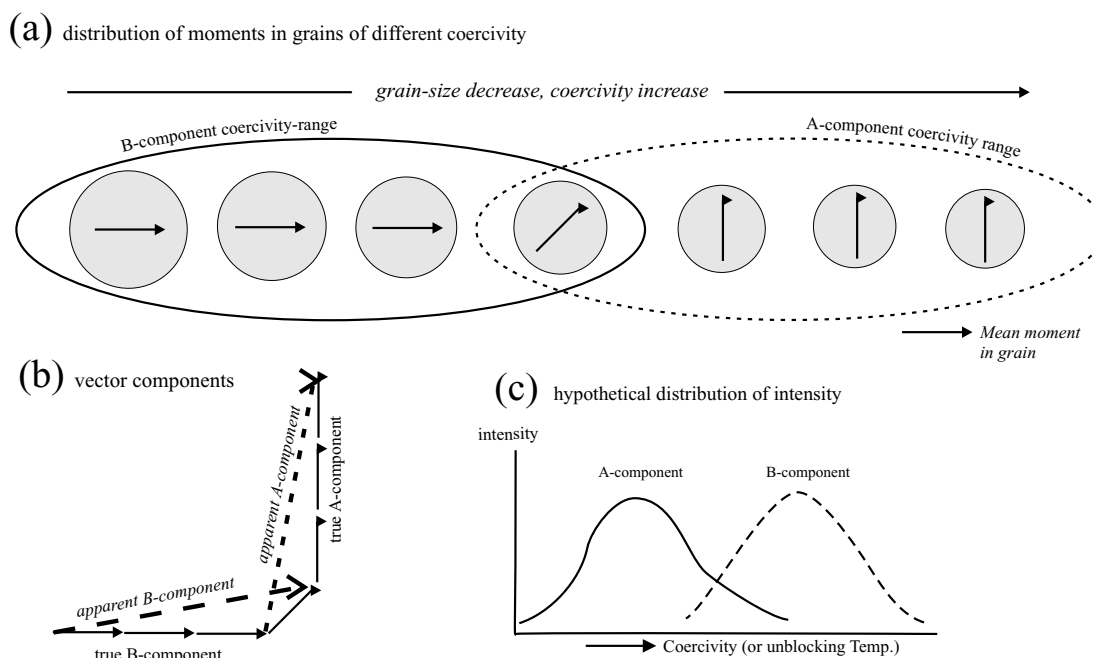 (a) distribution of moments in grains of different coercivity
grain-size decrease, coercivity increase
B-component coercivity-range
A-component coercivity range
Mean moment
in grain
(b) vector components
apparent A-component
true A-component
apparent B-component
true B-component
(c) hypothetical distribution of intensity
intensity
A-component
B-component
Coercivity (or unblocking Temp.)